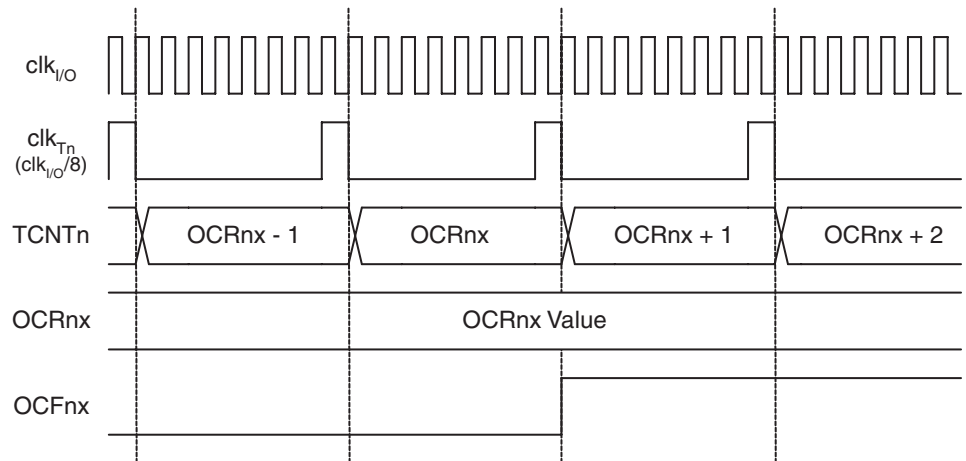 clkI/O
clkTn
(clkI/O/8)
TCNTn OCRnx - 1 OCRnx OCRnx + 1 OCRnx + 2
OCRnx OCRnx Value
OCFnx